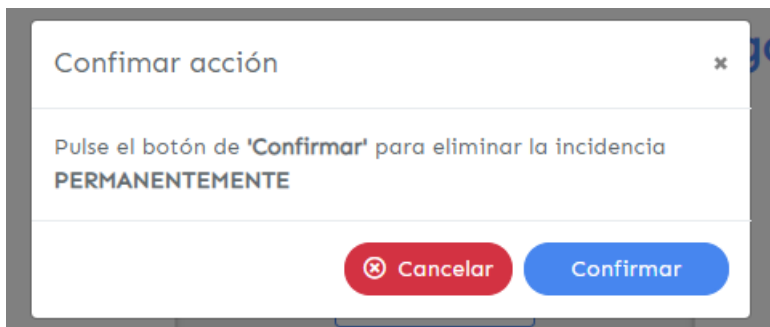 Confimar acción
Pulse el botón de 'Confirmar' para eliminar la incidencia
PERMANENTEMENTE
Cancelar
Confirmar